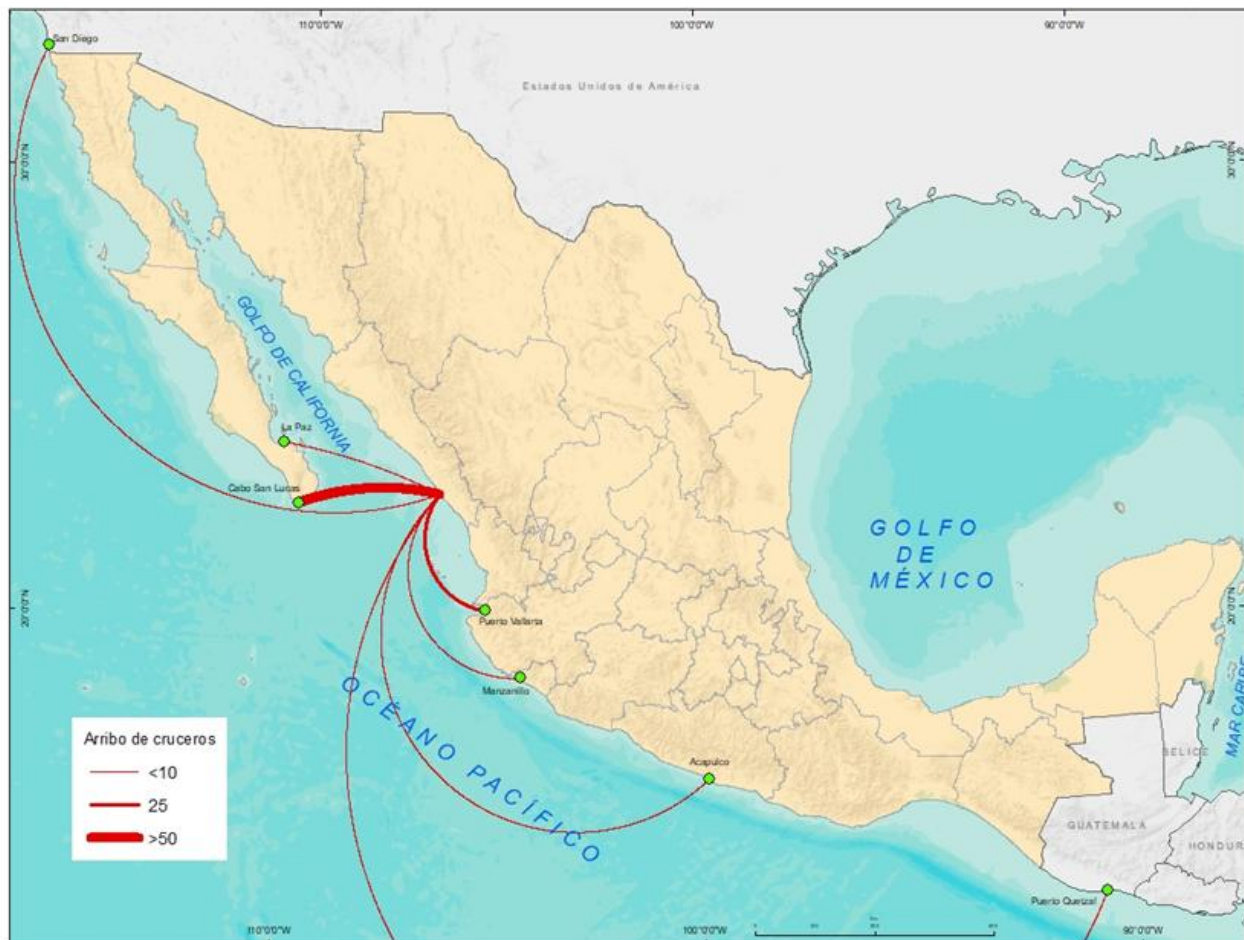 110°0'0"W
100°0'0"W
90°0'0"W
San Diego
Estados Unidos de América
30°0'0"N
30°0'0"N
GOLFO DE CALIFORNIA
La Paz
Cabo San Lucas
GOLFO
DE
MÉXICO
20°0'0"N
20°0'0"N
Puerto Vallarta
Manzanillo
OCÉANO PACÍFICO
MAR CARIBE
BELICE
Acapulco
Arribo de cruceros
<10
25
>50
GUATEMALA
HONDUR
Puerto Quetzal
110°0'0"W
100°0'0"W
90°0'0"W